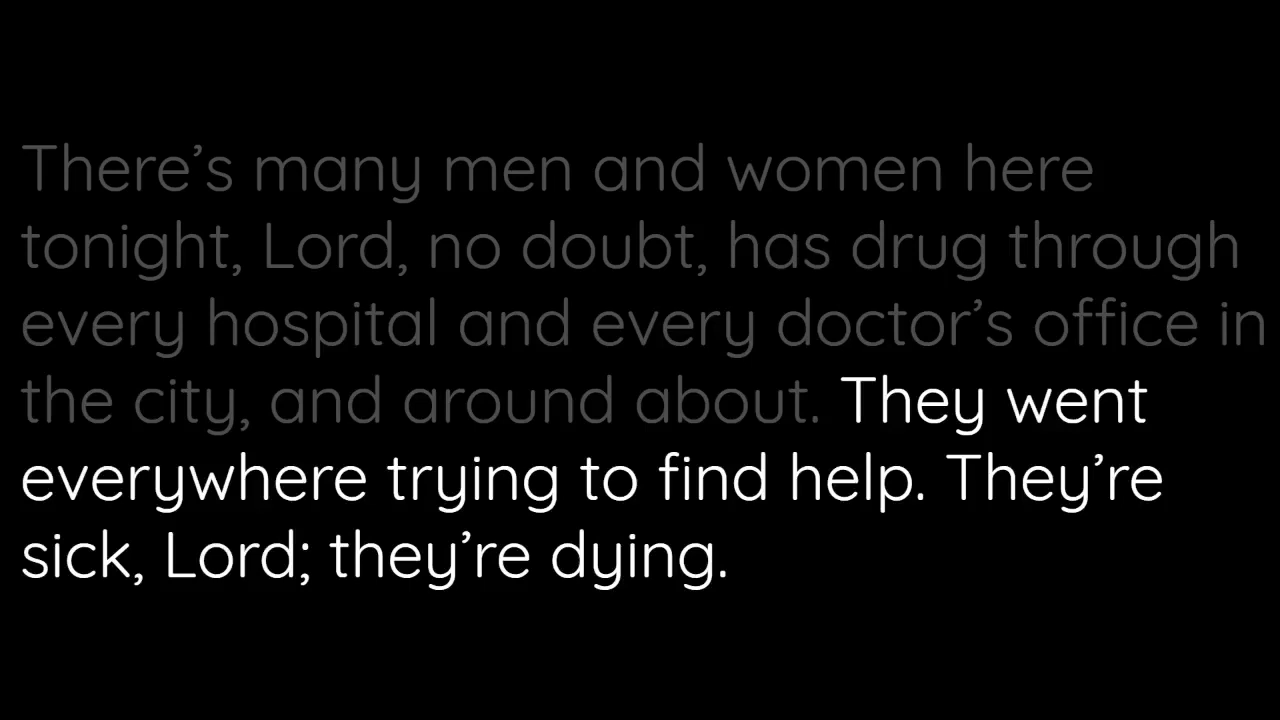 There’s many men and women here
tonight, Lord, no doubt, has drug through
every hospital and every doctor’s office in
the city, and around about. They went
everywhere trying to find help. They’re
sick, Lord; they’re dying.